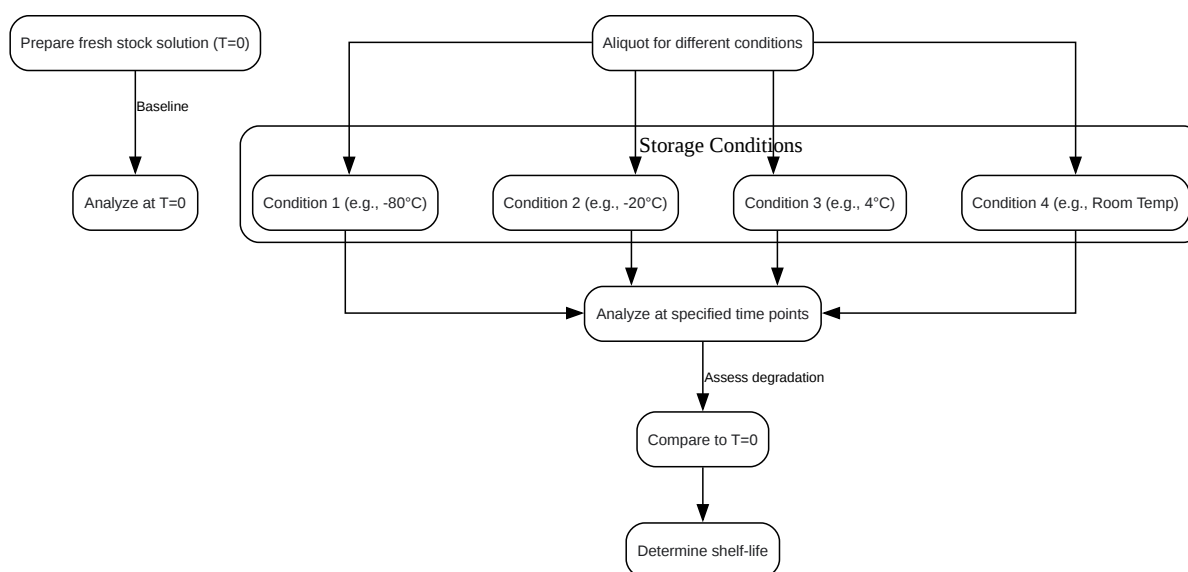 Prepare fresh stock solution (T=0)
Aliquot for different conditions
Baseline
Storage Conditions
Analyze at T=0
Condition 1 (e.g., -80°C)
Condition 2 (e.g., -20°C)
Condition 3 (e.g., 4°C)
Condition 4 (e.g., Room Temp)
Analyze at specified time points
Assess degradation
Compare to T=0
Determine shelf-life